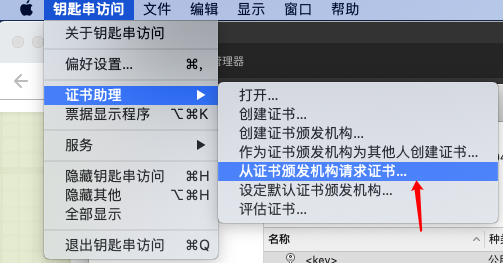 钥匙串访问 文件 编辑 显示 窗口 帮助
关于钥匙串访问
管理器
偏好设置... ⌘,
证书助理
打开...
票据显示程序 ⌥⌘K
创建证书...
创建证书颁发机构...
服务
作为证书颁发机构为其他人创建证书...
隐藏钥匙串访问 ⌘H
从证书颁发机构请求证书...
隐藏其他 ⌥⌘H
设定默认证书颁发机构...
全部显示
评估证书...
退出钥匙串访问 ⌘Q
名称
<key>